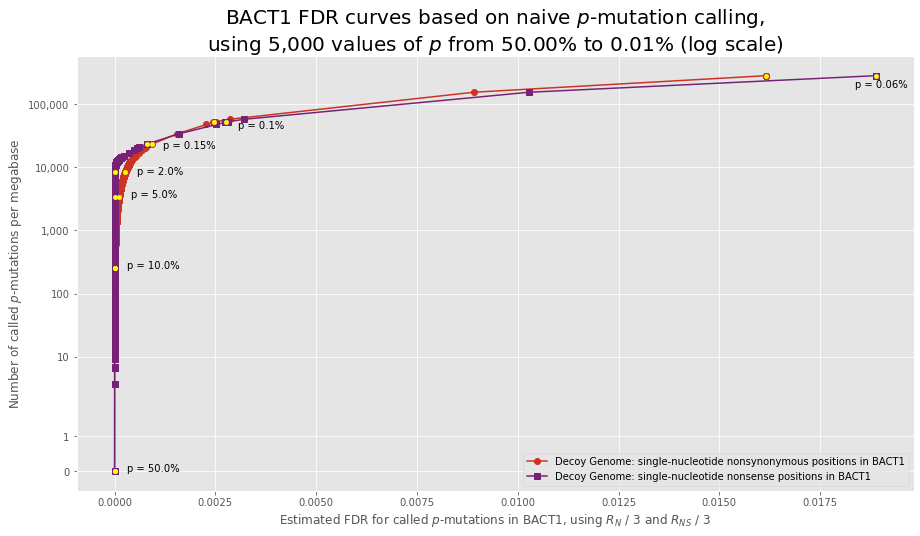 BACT1 FDR curves based on naive p-mutation calling,
using 5,000 values of p from 50.00% to 0.01% (log scale)
Number of called p-mutations per megabase
100,000
10,000
1,000
100
10
1
0
p = 0.06%
p = 0.1%
p = 0.15%
p = 2.0%
p = 5.0%
p = 10.0%
p = 50.0%
Decoy Genome: single-nucleotide nonsynonymous positions in BACT1
Decoy Genome: single-nucleotide nonsense positions in BACT1
0.0000
0.0025
0.0050
0.0075
0.0100
0.0125
0.0150
0.0175
Estimated FDR for called p-mutations in BACT1, using R_N / 3 and R_NS / 3